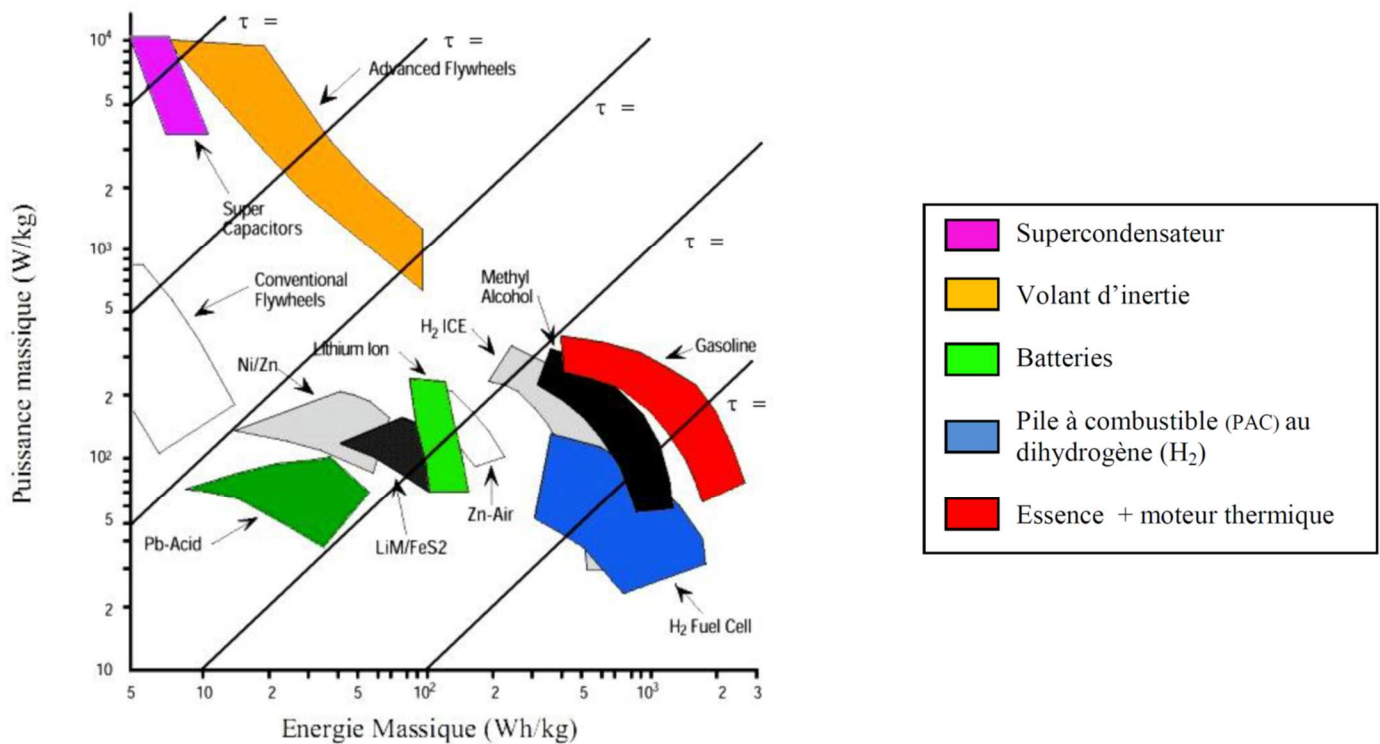 τ =
τ =
10⁴
Advanced Flywheels
5
τ =
2
Super
Capacitors
Puissance massique (W/kg)
10³
τ =
Conventional
Flywheels
Methyl
Alcohol
5
H₂ ICE
Gasoline
Lithium Ion
Ni/Zn
2
τ =
10²
5
Zn-Air
Pb-Acid
LiM/FeS2
2
H₂ Fuel Cell
10
5
10
2
5
10²
2
5
10³
2
3
Energie Massique (Wh/kg)
Supercondensateur
Volant d’inertie
Batteries
Pile à combustible (PAC) au
dihydrogène (H₂)
Essence + moteur thermique